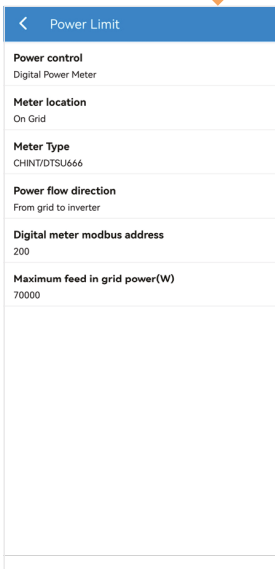 Power Limit
Power control
Digital Power Meter
Meter location
On Grid
Meter Type
CHINT/DTSU666
Power flow direction
From grid to inverter
Digital meter modbus address
200
Maximum feed in grid power(W)
70000